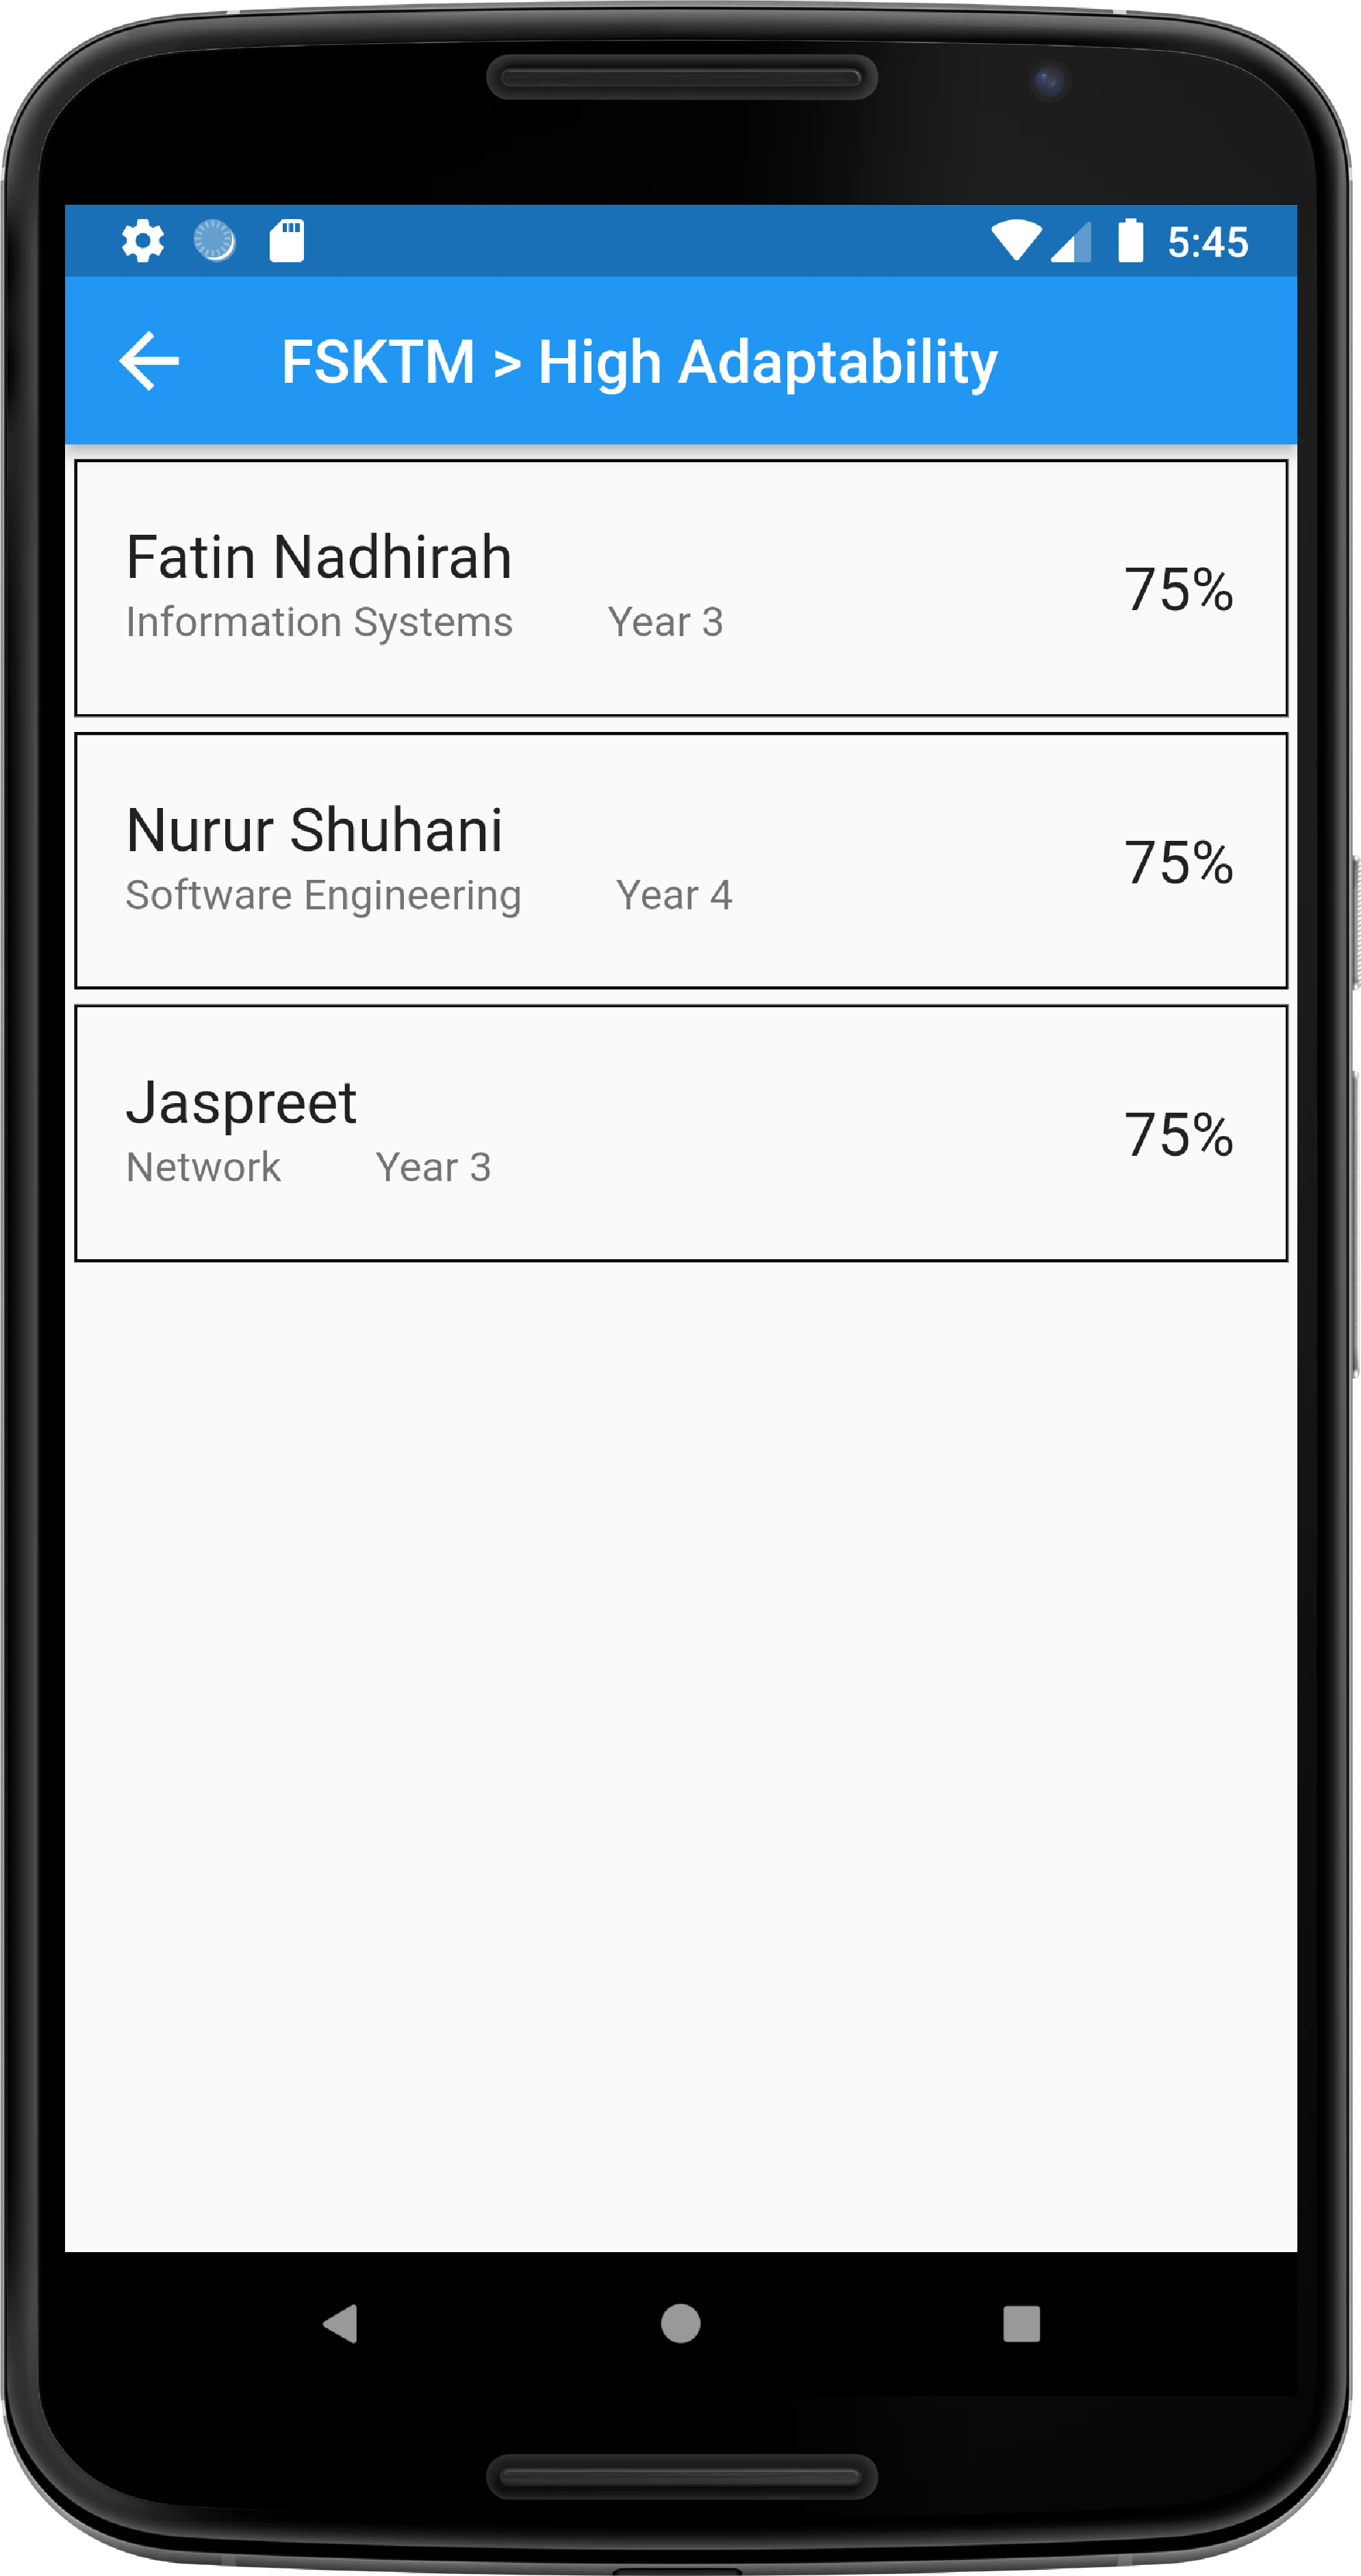 5:45
FSKTM > High Adaptability
Fatin Nadhirah
Information Systems Year 3
75%
Nurur Shuhani
Software Engineering Year 4
75%
Jaspreet
Network Year 3
75%